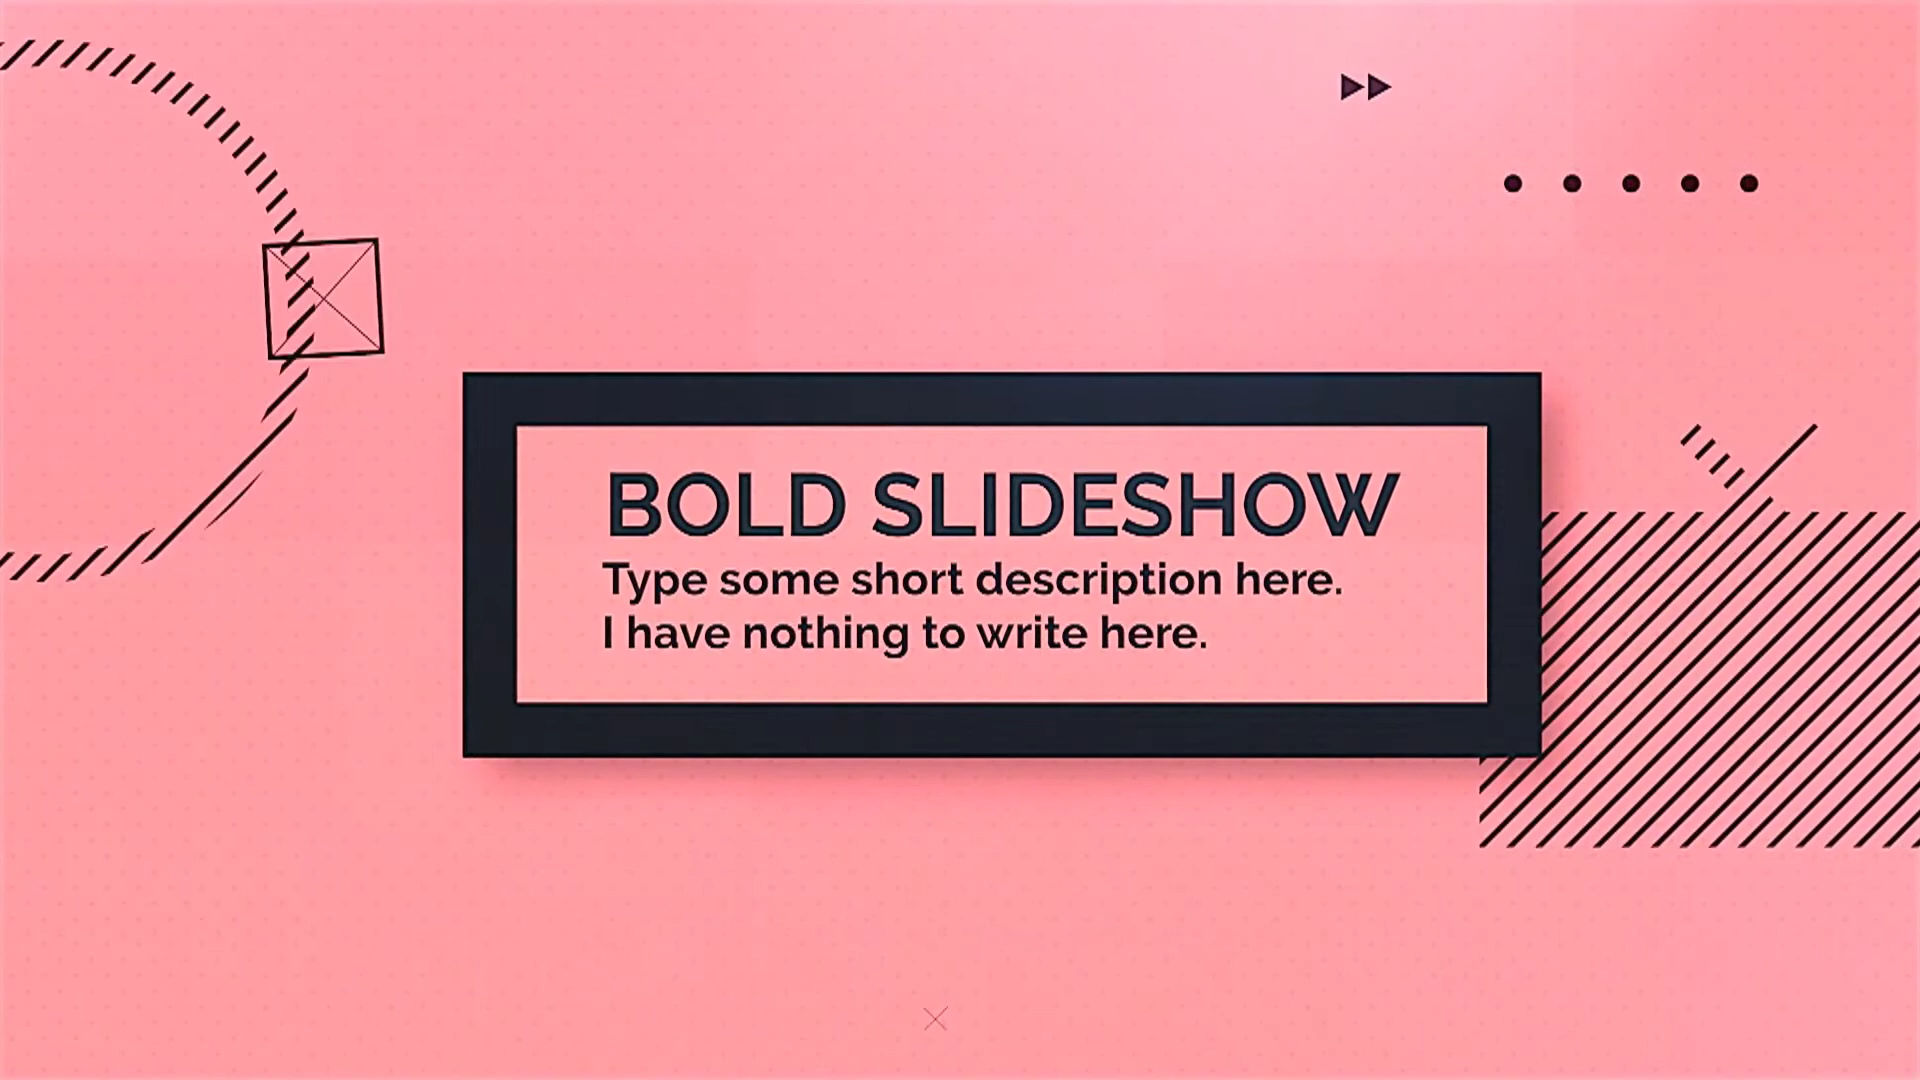 BOLD SLIDESHOW
Type some short description here.
I have nothing to write here.